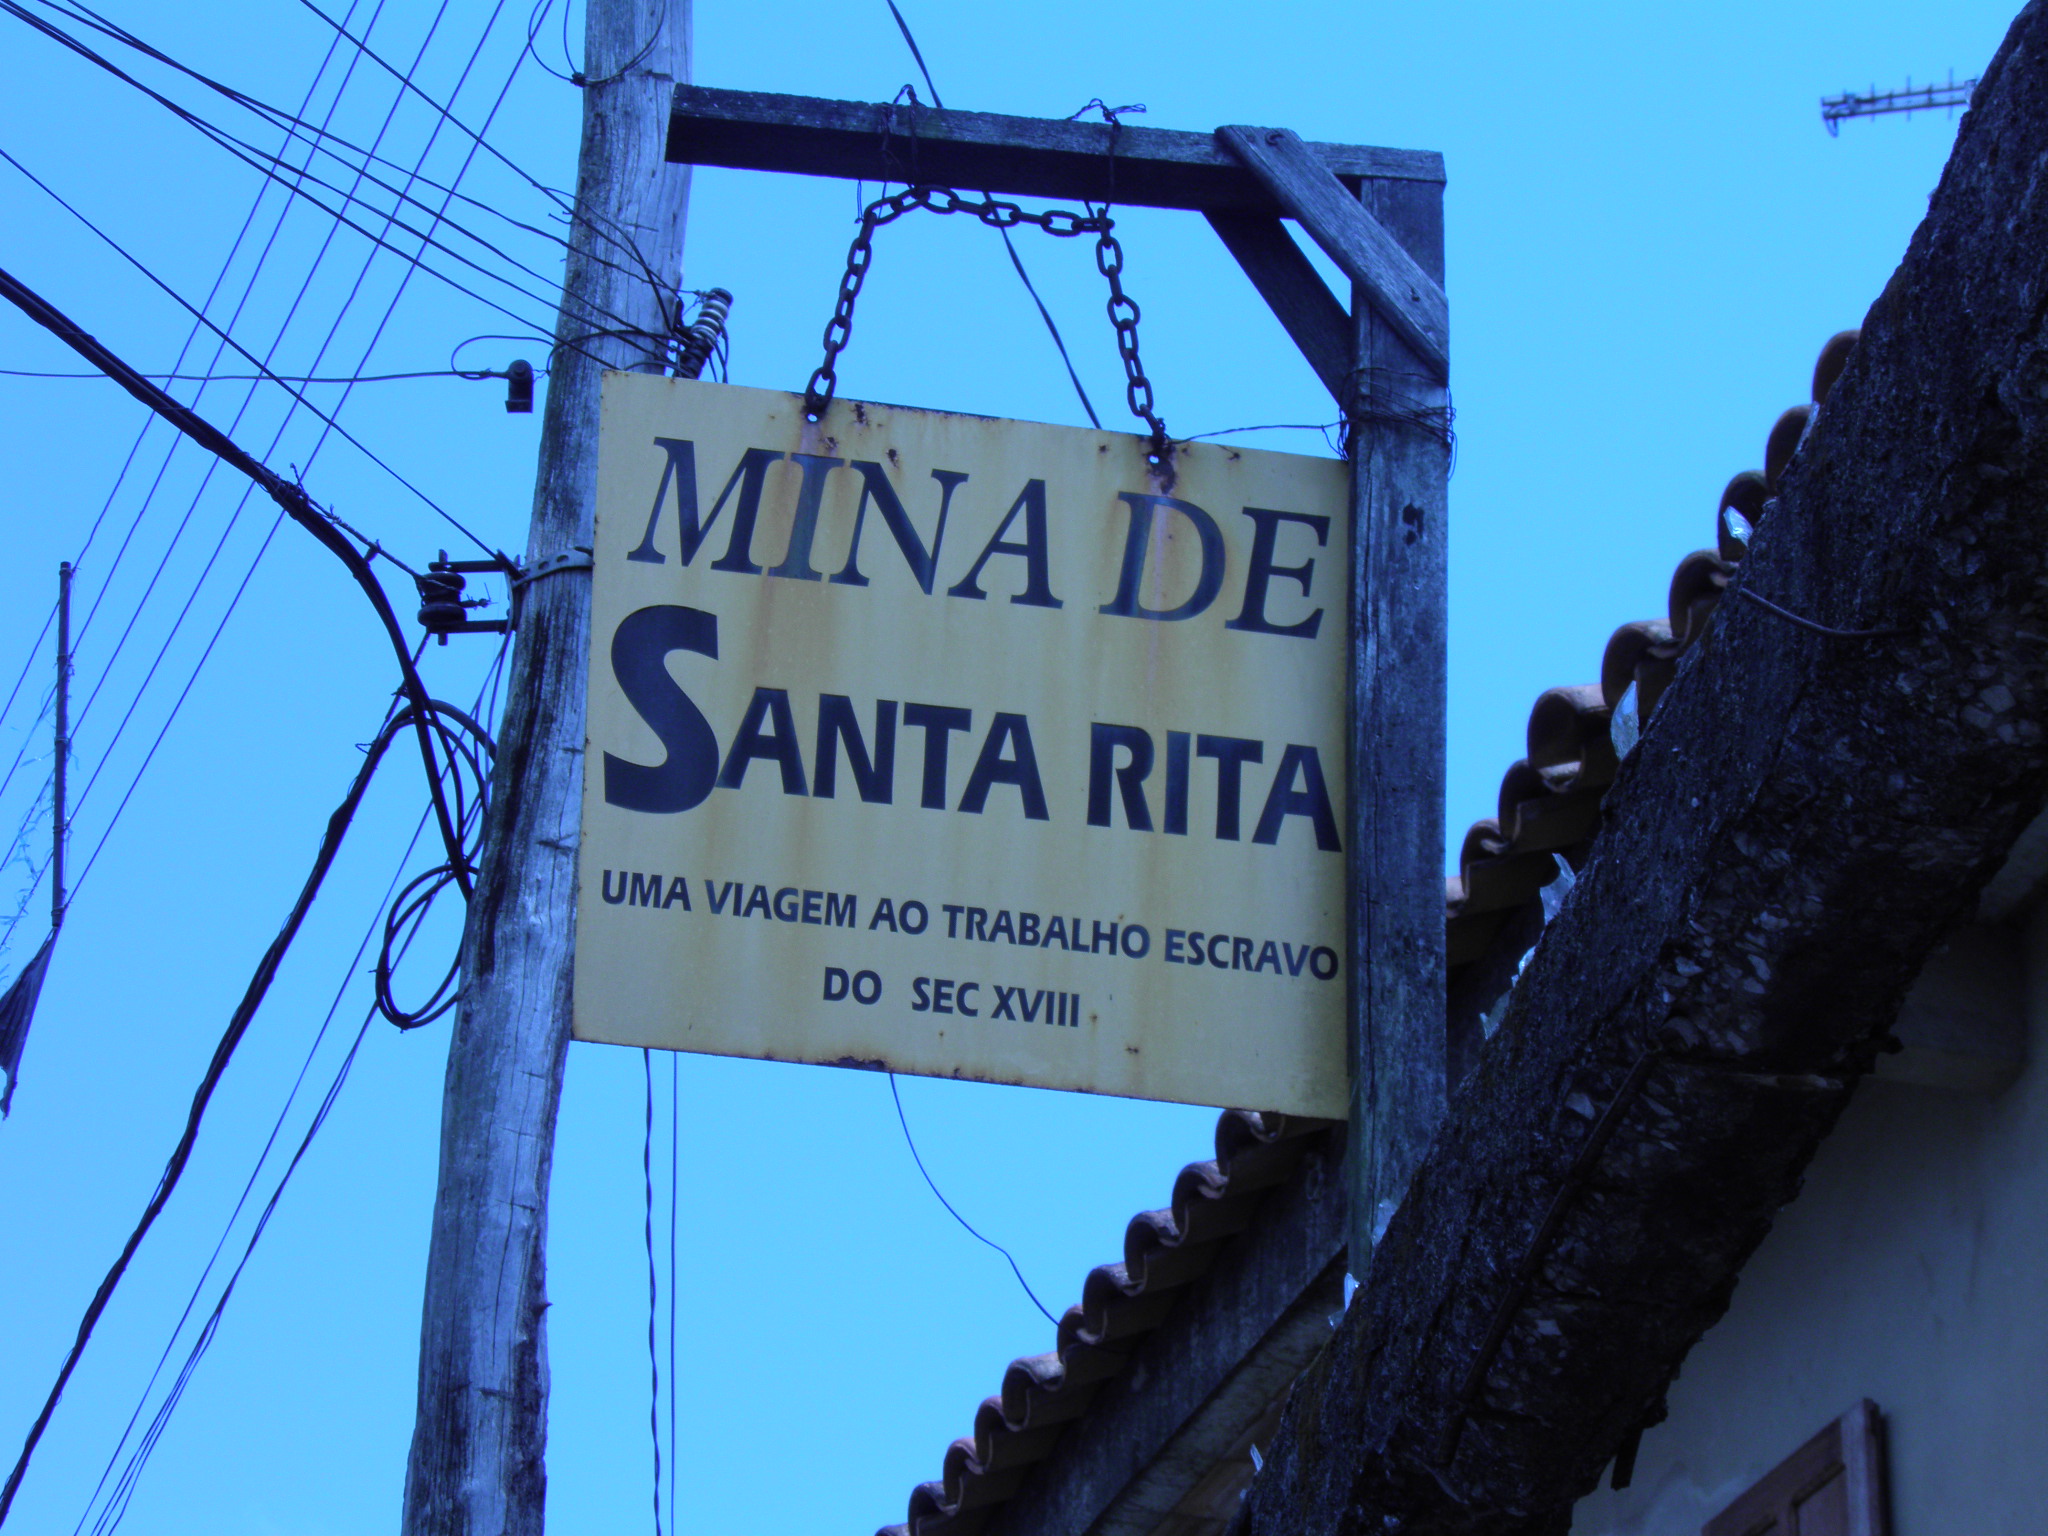 MINA DE
SANTA RITA
UMA VIAGEM AO TRABALHO ESCRAVO
DO SEC XVIII